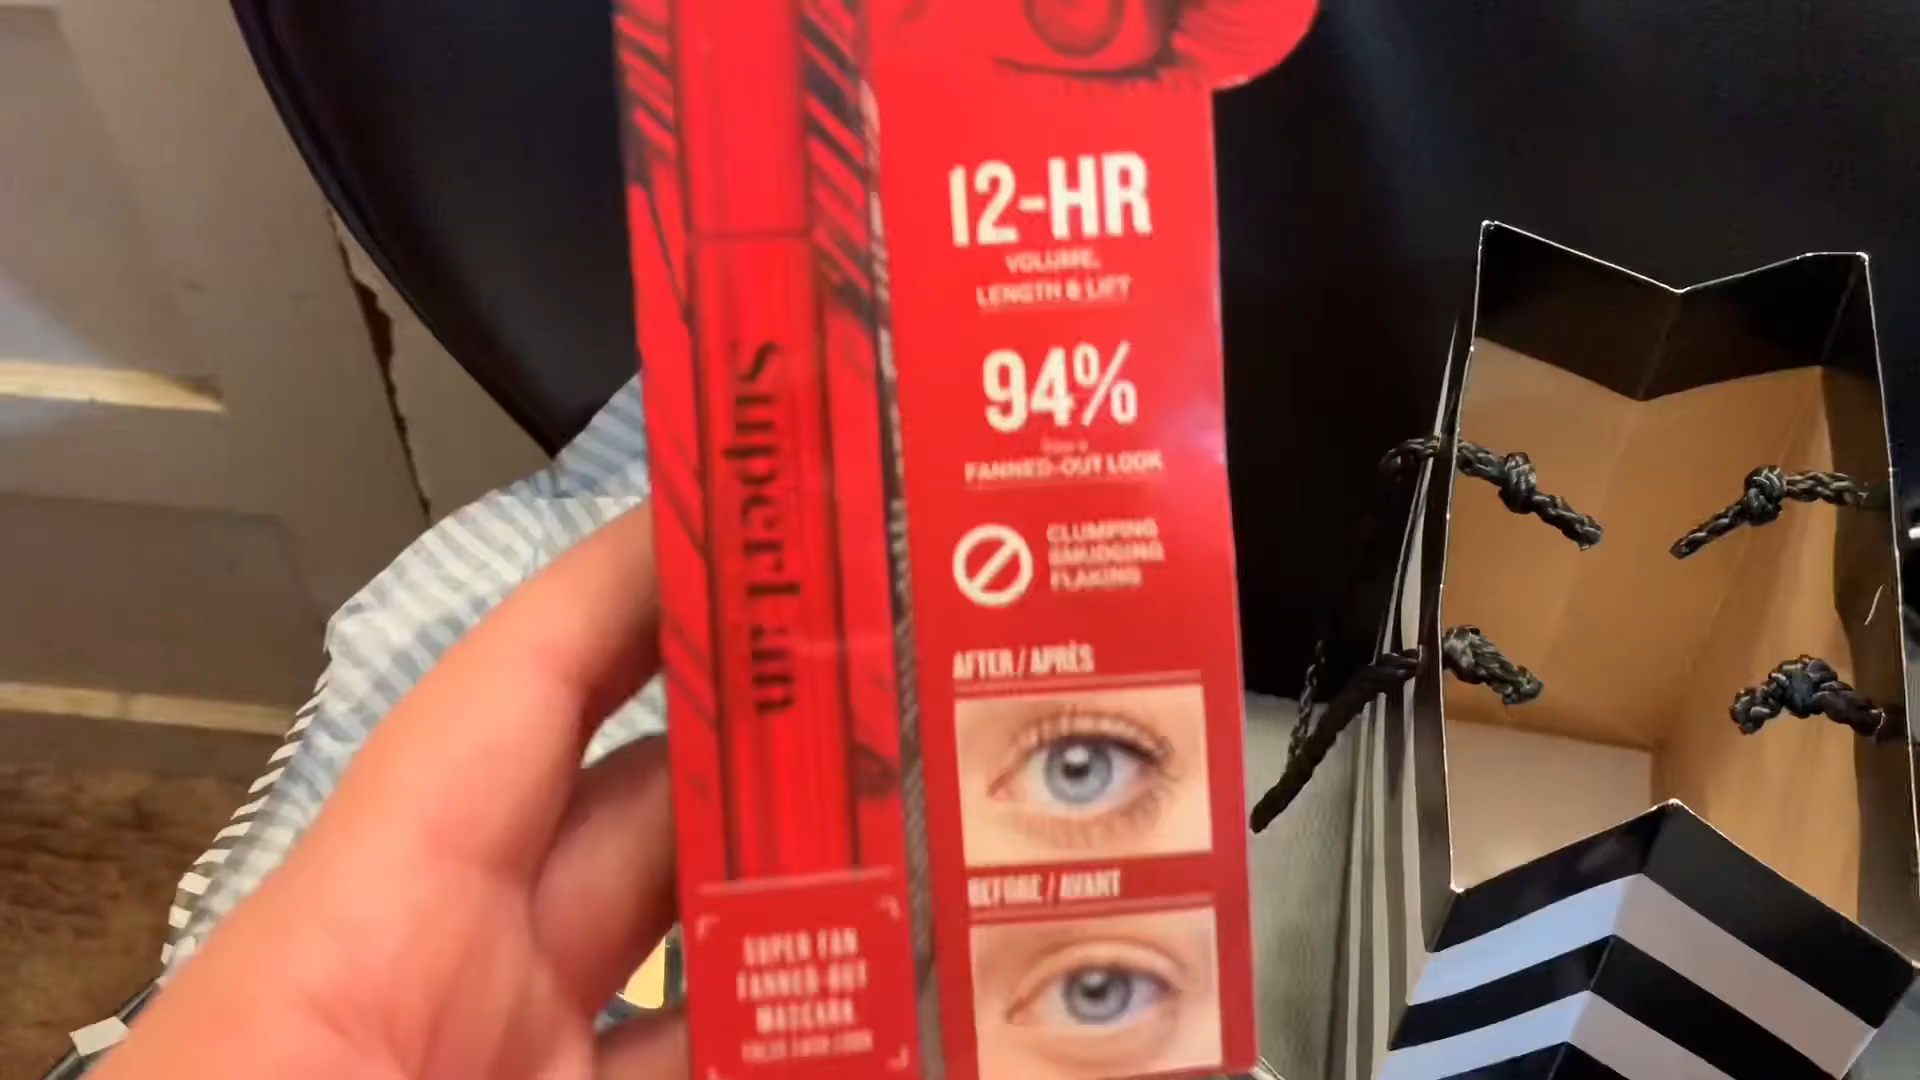 SuperFan
SUPER FAN
FANNED-OUT
MASCARA
12-HR
VOLUME,
LENGTH & LIFT
94%
FANNED-OUT LOOK
CLUMPING
SMUDGING
FLAKING
AFTER / APRÈS
BEFORE / AVANT